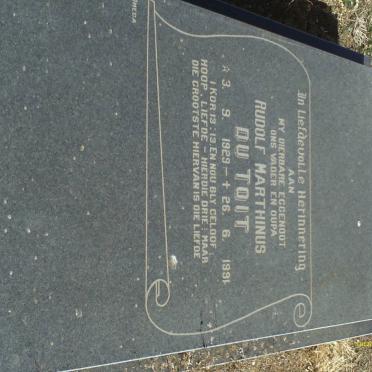 In Liefdevolle Herinnering
AAN
MY DIERBARE EGGENOOT
ONS VADER EN OUPA
RUDOLF MARTHINUS
DU TOIT
☆ 3. 9. 1929 – † 26. 6. 1991
1 KOR 13:13 EN NOU BLY GELOOF,
HOOP, LIEFDE – HIERDIE DRIE; MAAR
DIE GROOTSTE HIERVAN IS DIE LIEFDE